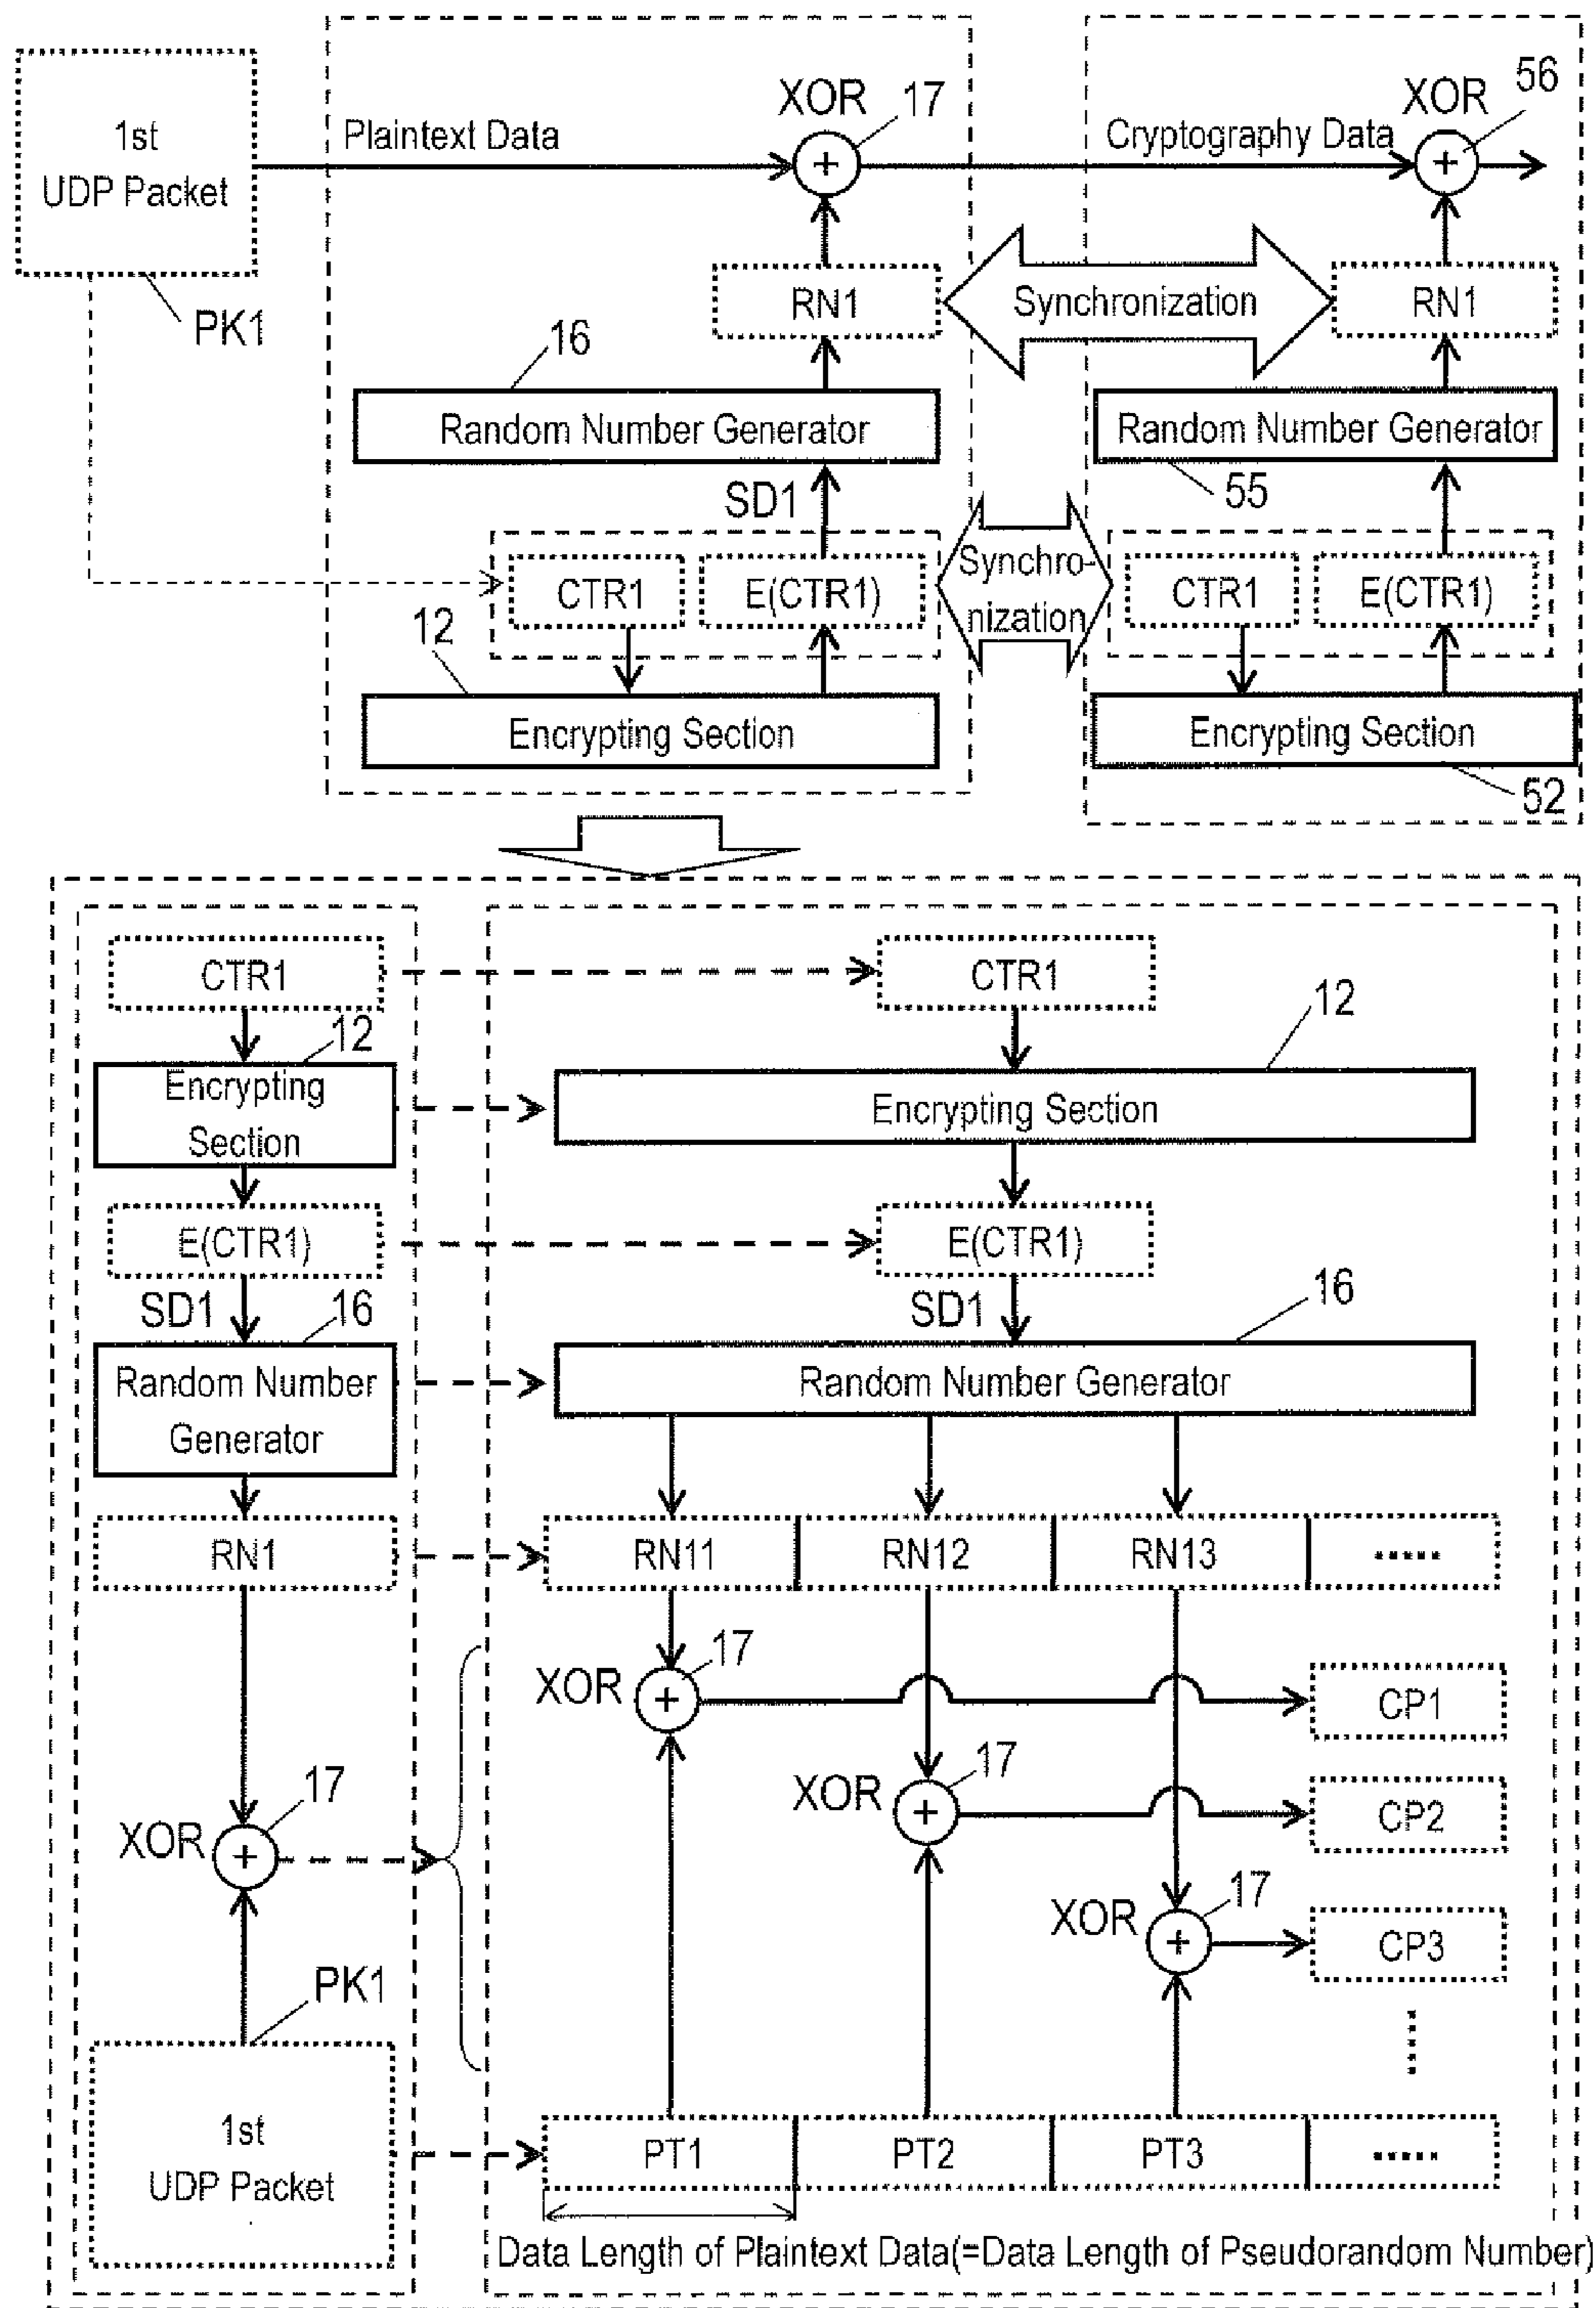 1st
UDP Packet
PK1
Plaintext Data
XOR
17
Cryptography Data
XOR
56
RN1
Synchronization
RN1
16
Random Number Generator
Random Number Generator
55
SD1
CTR1
E(CTR1)
Synchro-
nization
CTR1
E(CTR1)
12
Encrypting Section
Encrypting Section
52
CTR1
CTR1
12
12
Encrypting
Section
Encrypting Section
E(CTR1)
E(CTR1)
SD1
16
SD1
16
Random Number
Generator
Random Number Generator
RN1
RN11
RN12
RN13
.....
XOR
17
CP1
XOR
17
CP2
XOR
17
XOR
17
CP3
PK1
1st
UDP Packet
PT1
PT2
PT3
.....
Data Length of Plaintext Data(=Data Length of Pseudorandom Number)